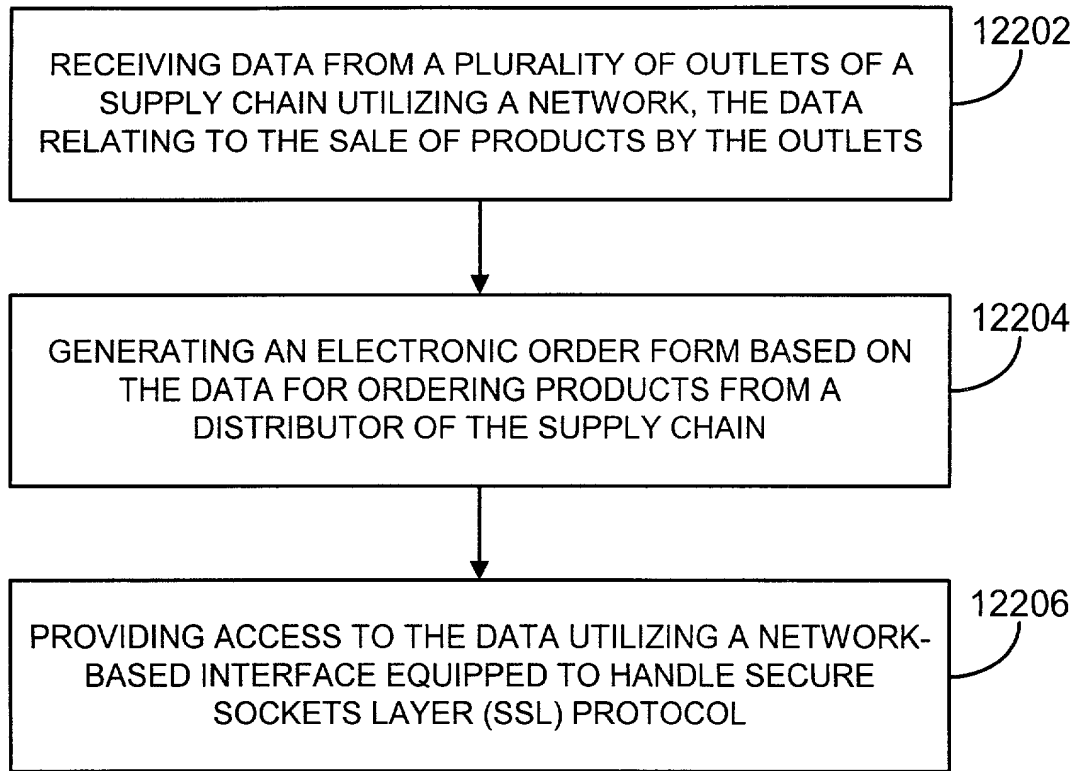 12202
RECEIVING DATA FROM A PLURALITY OF OUTLETS OF A
SUPPLY CHAIN UTILIZING A NETWORK, THE DATA
RELATING TO THE SALE OF PRODUCTS BY THE OUTLETS
12204
GENERATING AN ELECTRONIC ORDER FORM BASED ON
THE DATA FOR ORDERING PRODUCTS FROM A
DISTRIBUTOR OF THE SUPPLY CHAIN
12206
PROVIDING ACCESS TO THE DATA UTILIZING A NETWORK-
BASED INTERFACE EQUIPPED TO HANDLE SECURE
SOCKETS LAYER (SSL) PROTOCOL